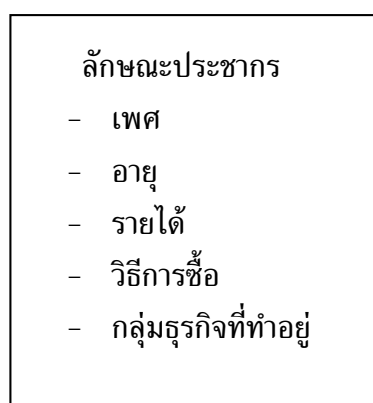 ลักษณะประชากร
- เพศ
- อายุ
- รายได้
- วิธีการซื้อ
- กลุ่มธุรกิจที่ทำอยู่